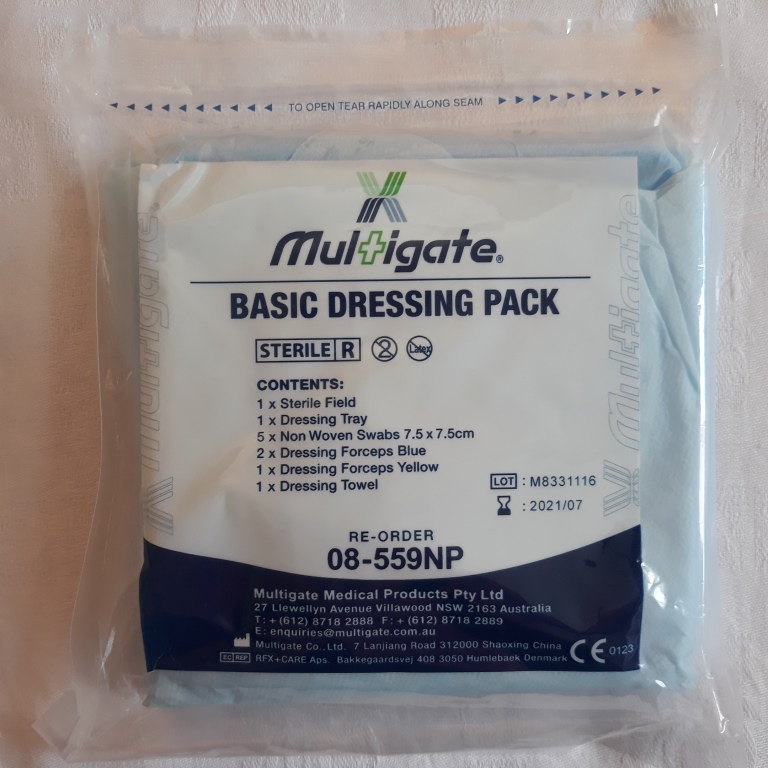 TO OPEN TEAR RAPIDLY ALONG SEAM
Multigate®
BASIC DRESSING PACK
STERILE R 2 Latex
CONTENTS:
1 x Sterile Field
1 x Dressing Tray
5 x Non Woven Swabs 7.5 x 7.5cm
2 x Dressing Forceps Blue
1 x Dressing Forceps Yellow
1 x Dressing Towel
LOT : M8331116
: 2021/07
RE-ORDER
08-559NP
Multigate Medical Products Pty Ltd
27 Llewellyn Avenue Villawood NSW 2163 Australia
T: + (612) 8718 2888 F: + (612) 8718 2889
E: enquiries@multigate.com.au
Multigate Co., Ltd. 7 Lanjiang Road 312000 Shaoxing China
EC REP RFX+CARE Aps. Bakkegaardsvej 408 3050 Humlebaek Denmark CE 0123
Multigate
Multigate